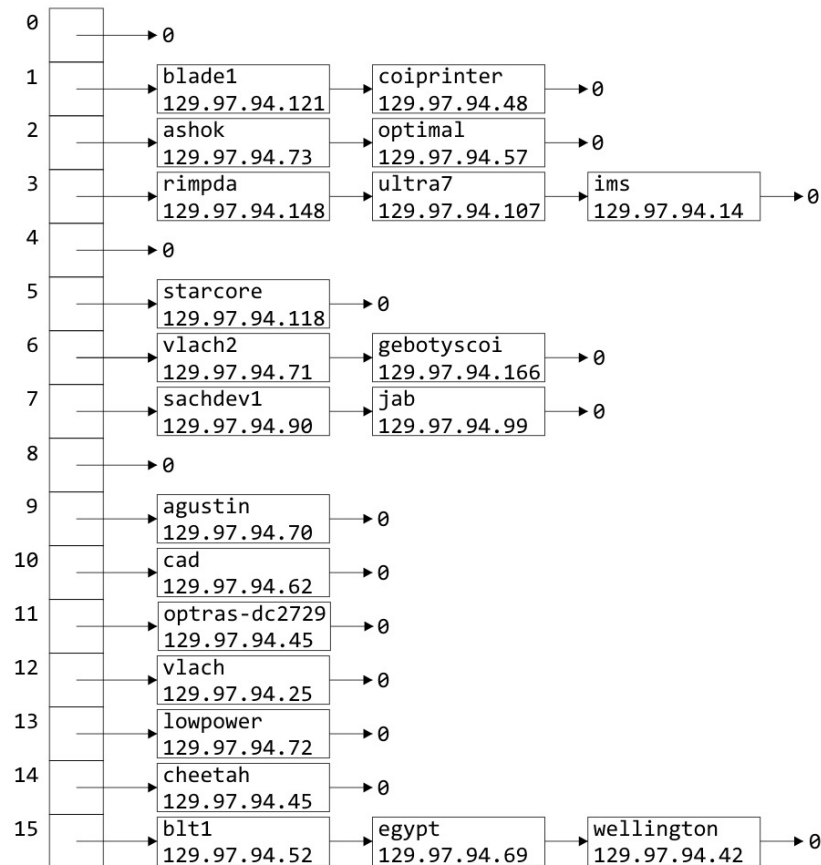 0 0
1 blade1 coiprinter 0
129.97.94.121 129.97.94.48
2 ashok optimal 0
129.97.94.73 129.97.94.57
3 rimpda ultra7 ims 0
129.97.94.148 129.97.94.107 129.97.94.14
4 0
5 starcore 0
129.97.94.118
6 vlach2 gebotyscoi 0
129.97.94.71 129.97.94.166
7 sachdev1 jab 0
129.97.94.90 129.97.94.99
8 0
9 agustin 0
129.97.94.70
10 cad 0
129.97.94.62
11 optras-dc2729 0
129.97.94.45
12 vlach 0
129.97.94.25
13 lowpower 0
129.97.94.72
14 cheetah 0
129.97.94.45
15 blt1 egypt wellington 0
129.97.94.52 129.97.94.69 129.97.94.42